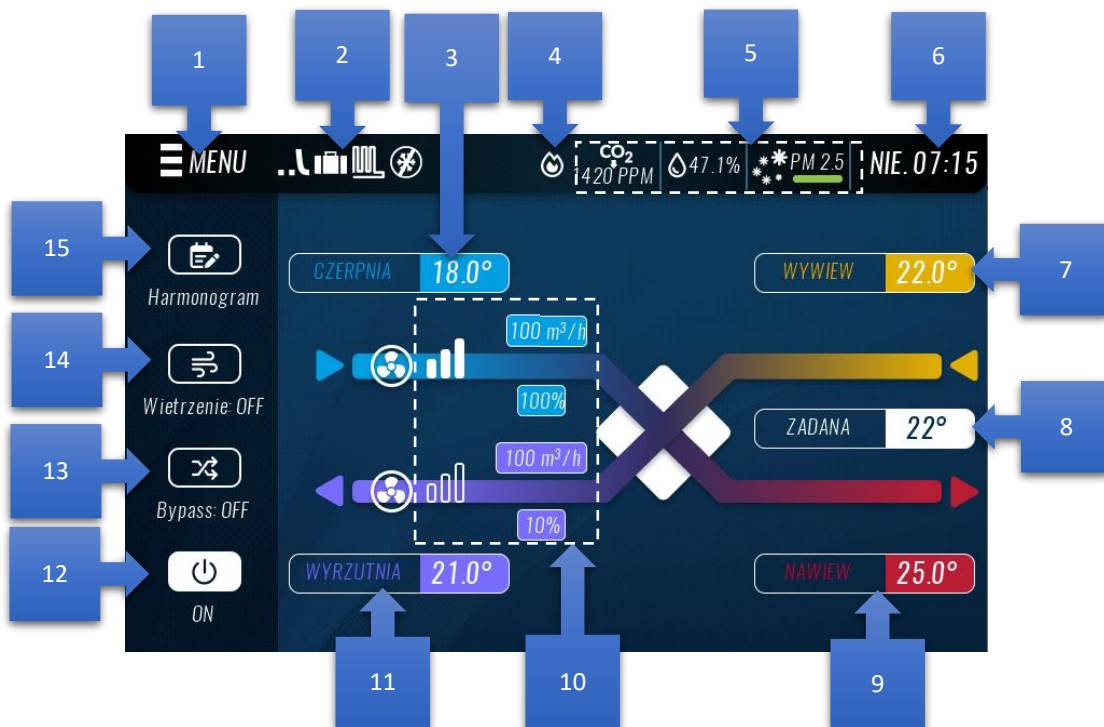 1
2
3
4
5
6
MENU
CO₂
1420 PPM
47.1%
PM 2.5
NIE. 07:15
15
Harmonogram
CZERPNIA 18.0°
WYWIEW 22.0°
7
100 m³/h
14
Wietrzenie: OFF
100%
ZADANA 22°
8
13
Bypass: OFF
100 m³/h
10%
12
ON
WYRZUTNIA 21.0°
NAWIEW 25.0°
11
10
9